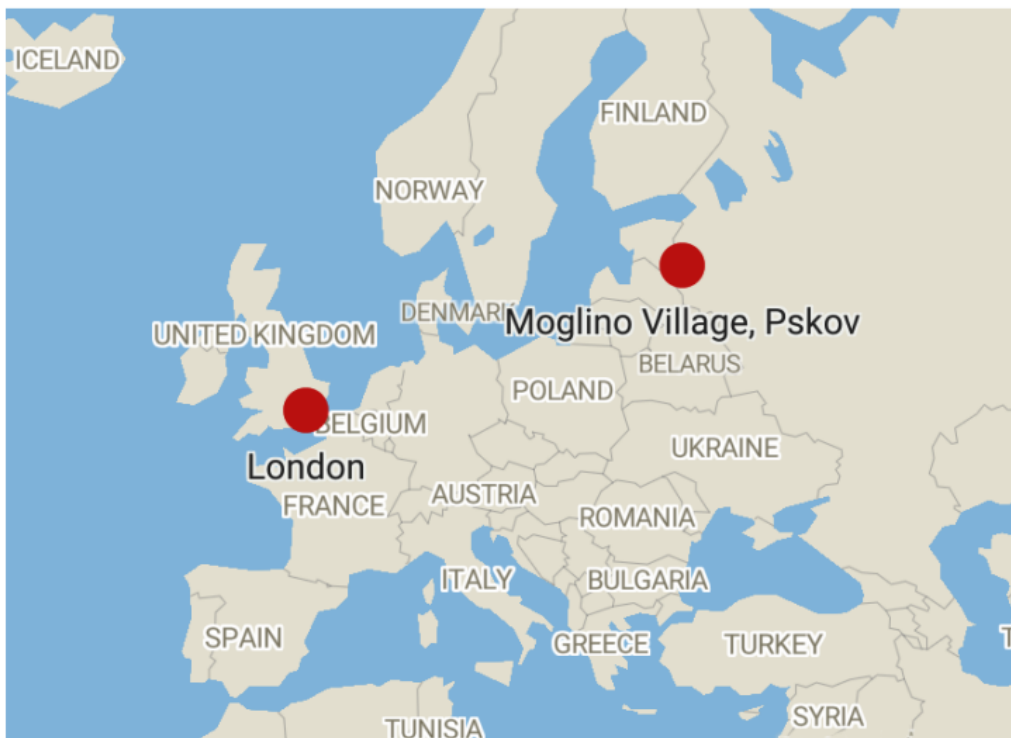 ICELAND
FINLAND
NORWAY
DENMARK
Moglino Village, Pskov
UNITED KINGDOM
BELARUS
POLAND
BELGIUM
UKRAINE
London
AUSTRIA
FRANCE
ROMANIA
ITALY
BULGARIA
SPAIN
GREECE
TURKEY
SYRIA
TUNISIA
T